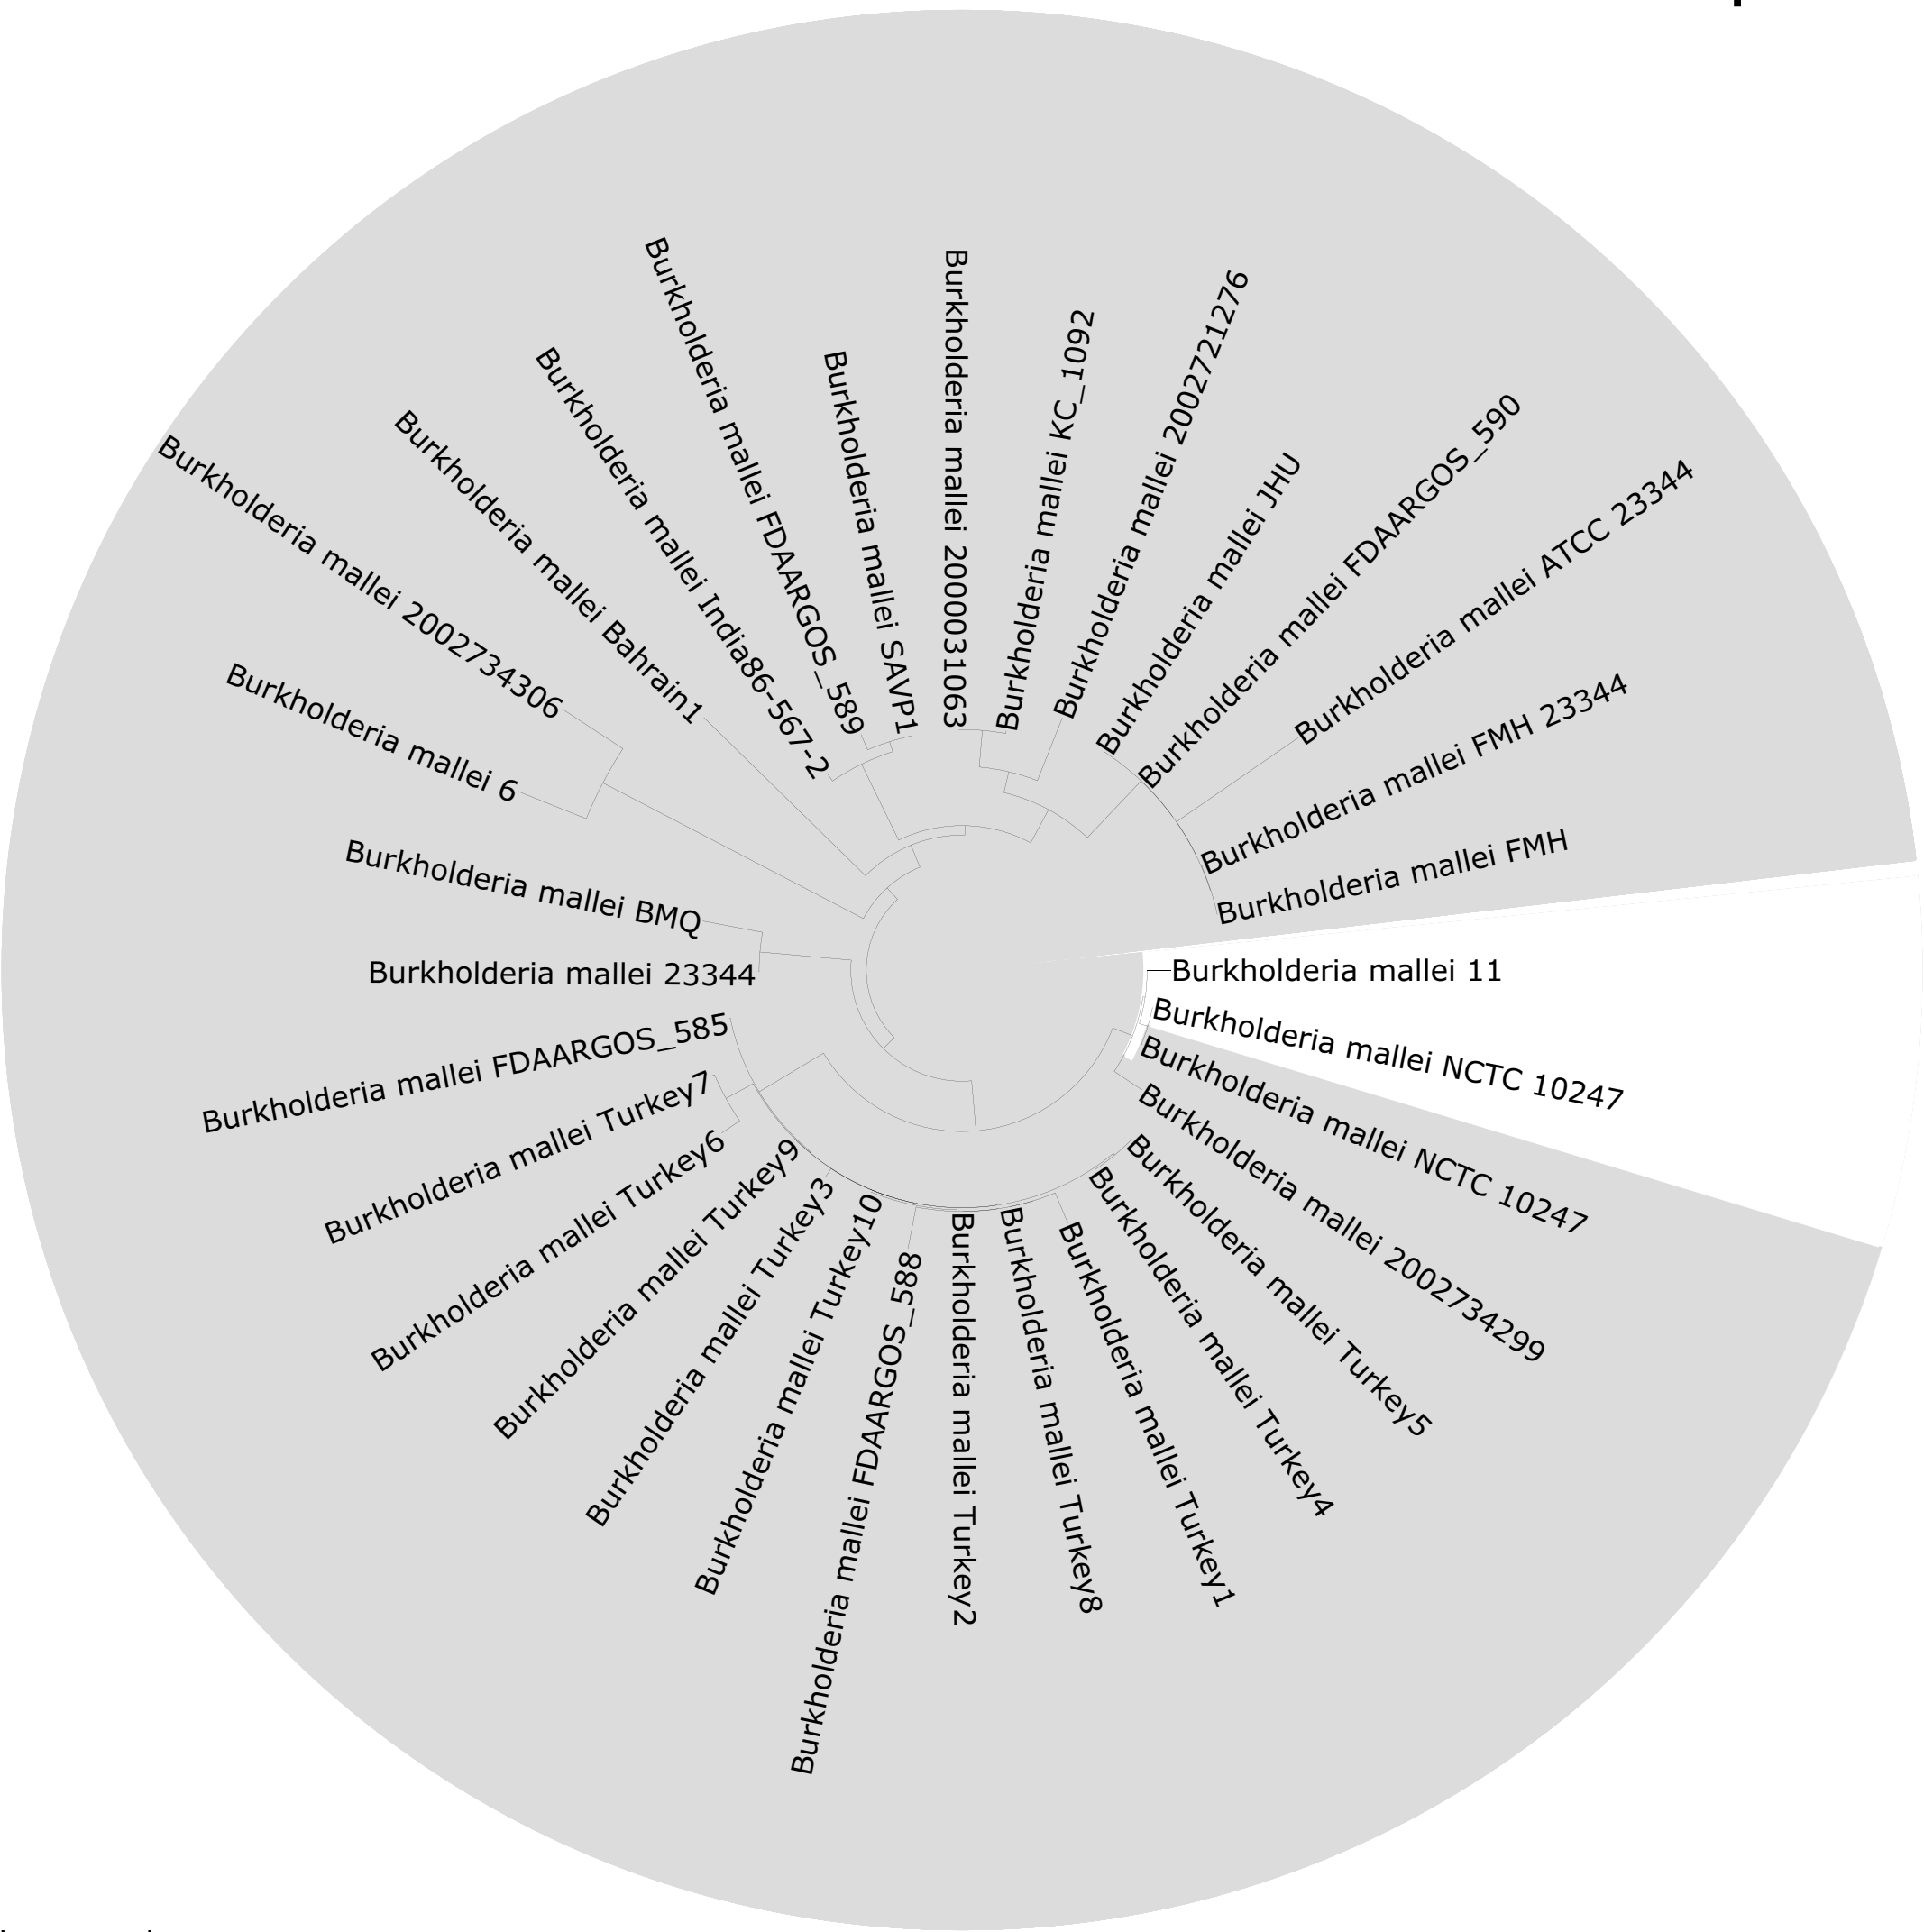 Burkholderia mallei 2000031063
Burkholderia mallei KC_1092
Burkholderia mallei 2002721276
Burkholderia mallei JHU
Burkholderia mallei FDAARGOS_590
Burkholderia mallei ATCC 23344
Burkholderia mallei FMH 23344
Burkholderia mallei FMH
Burkholderia mallei 11
Burkholderia mallei NCTC 10247
Burkholderia mallei NCTC 10247
Burkholderia mallei 2002734299
Burkholderia mallei Turkey5
Burkholderia mallei Turkey4
Burkholderia mallei Turkey1
Burkholderia mallei Turkey8
Burkholderia mallei Turkey2
Burkholderia mallei FDAARGOS_588
Burkholderia mallei Turkey10
Burkholderia mallei Turkey3
Burkholderia mallei Turkey9
Burkholderia mallei Turkey6
Burkholderia mallei Turkey7
Burkholderia mallei FDAARGOS_585
Burkholderia mallei 23344
Burkholderia mallei BMQ
Burkholderia mallei 6
Burkholderia mallei 2002734306
Burkholderia mallei Bahrain1
Burkholderia mallei India86-567-2
Burkholderia mallei FDAARGOS_589
Burkholderia mallei SAVP1